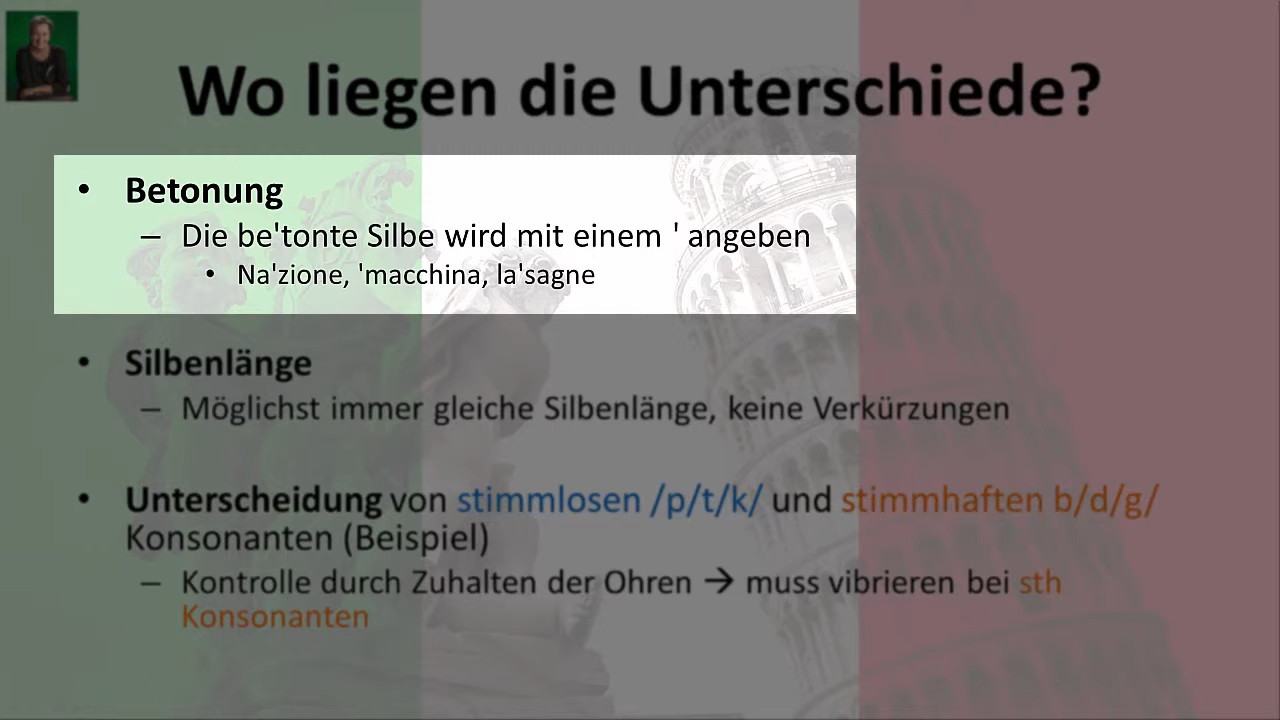 Wo liegen die Unterschiede?
• Betonung
– Die be'tonte Silbe wird mit einem ' angeben
• Na'zione, 'macchina, la'sagne
• Silbenlänge
– Möglichst immer gleiche Silbenlänge, keine Verkürzungen
• Unterscheidung von stimmlosen /p/t/k/ und stimmhaften b/d/g/
Konsonanten (Beispiel)
– Kontrolle durch Zuhalten der Ohren → muss vibrieren bei sth
Konsonanten